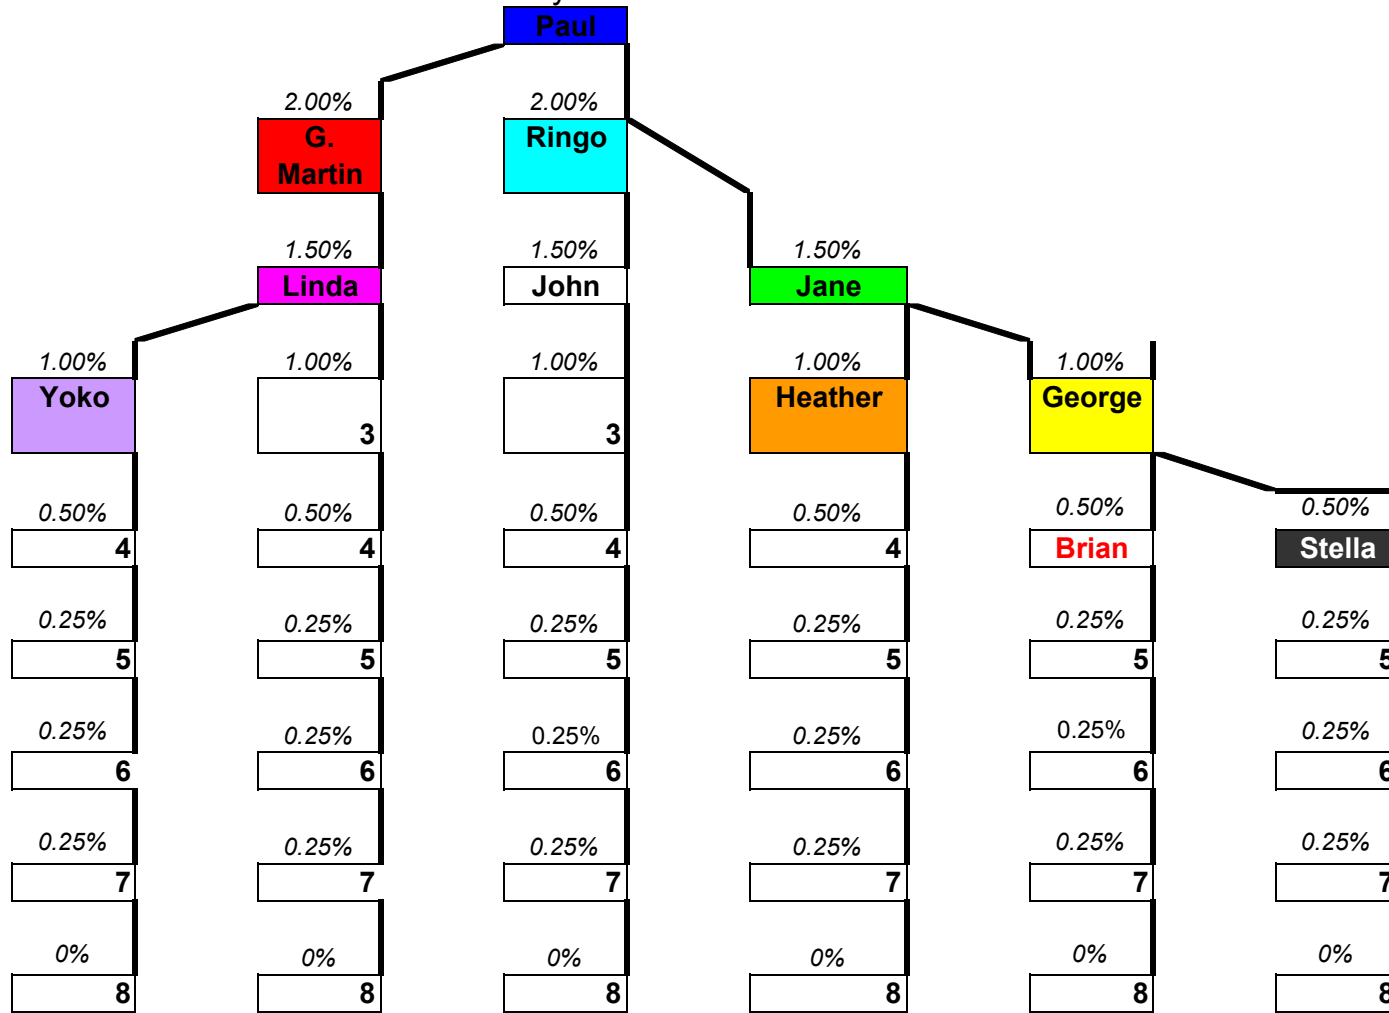 Paul
2.00% 2.00%
G. Ringo
Martin
1.50% 1.50% 1.50%
Linda John Jane
1.00% 1.00% 1.00% 1.00% 1.00%
Yoko Heather George
3 3
0.50% 0.50% 0.50% 0.50% 0.50% 0.50%
4 4 4 4 Brian Stella
0.25% 0.25% 0.25% 0.25% 0.25% 0.25%
5 5 5 5 5 5
0.25% 0.25% 0.25% 0.25% 0.25% 0.25%
6 6 6 6 6 6
0.25% 0.25% 0.25% 0.25% 0.25% 0.25%
7 7 7 7 7 7
0% 0% 0% 0% 0% 0%
8 8 8 8 8 8